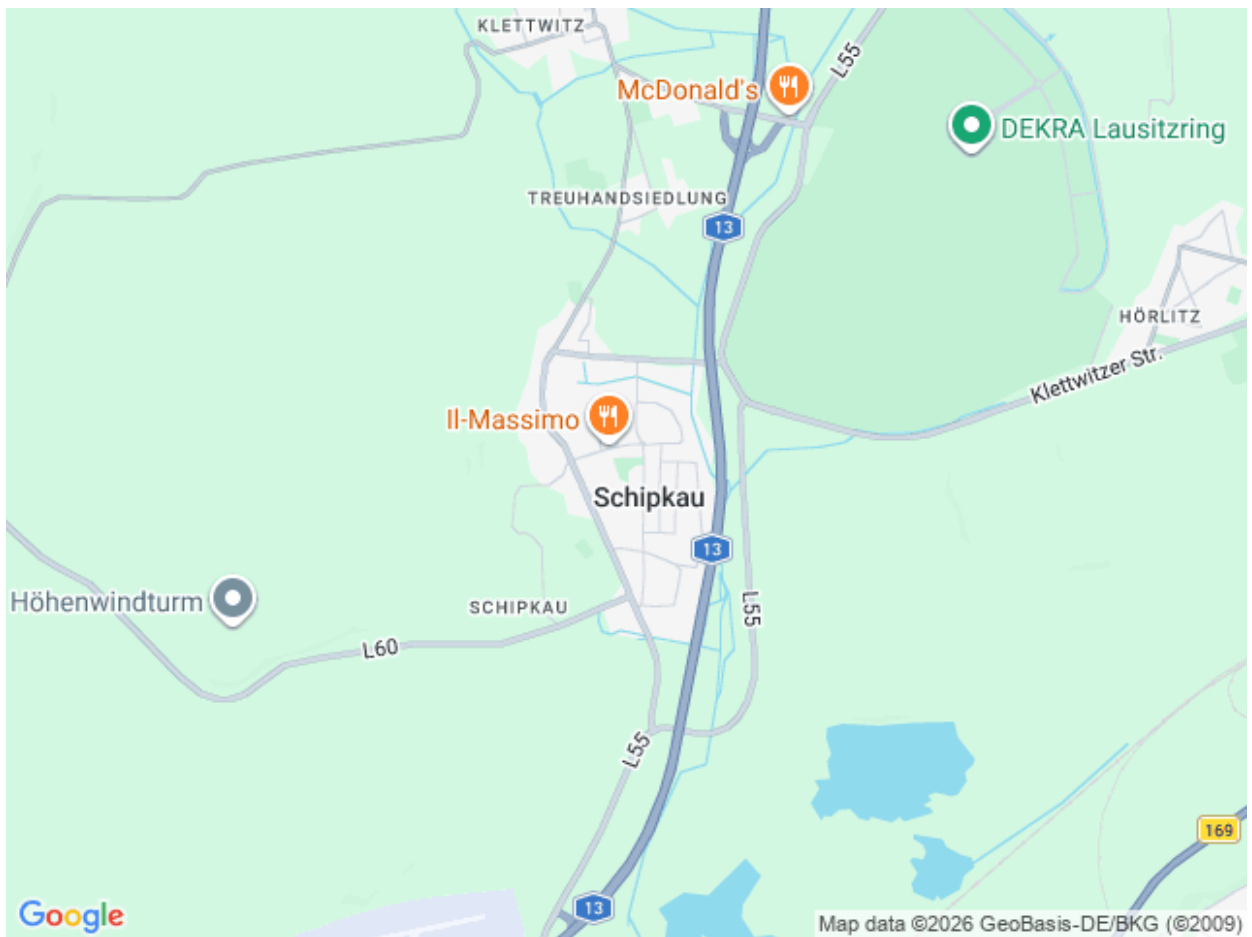 KLETTWITZ
L55
McDonald's
DEKRA Lausitzring
TREUHANDSIEDLUNG
13
HÖRLITZ
Klettwitzer Str.
Il-Massimo
Schipkau
13
Höhenwindturm
SCHIPKAU
L55
L60
L55
169
13
Google
Map data ©2026 GeoBasis-DE/BKG (©2009)